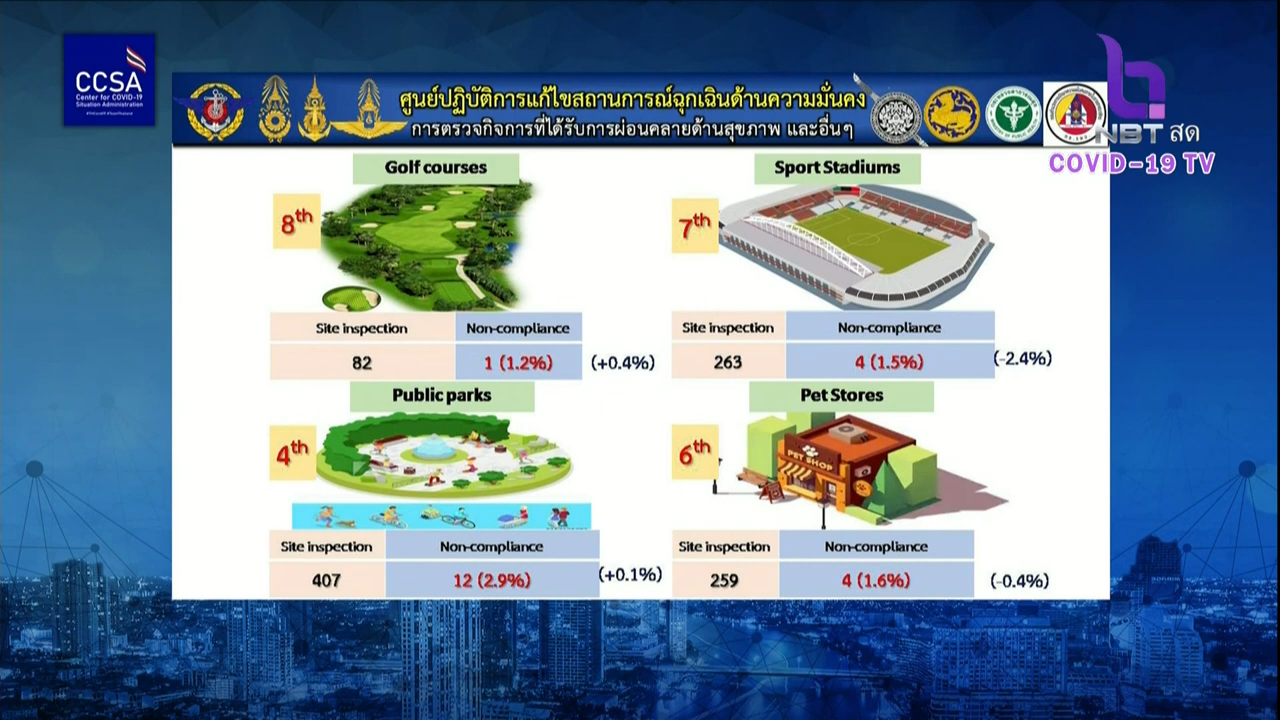 CCSA
Center for COVID-19
Situation Administration
ศูนย์ปฏิบัติการแก้ไขสถานการณ์ฉุกเฉินด้านความมั่นคง
การตรวจกิจการที่ได้รับการผ่อนคลายด้านสุขภาพ และอื่นๆ
NBT สด
COVID-19 TV
Golf courses
8th
Site inspection Non-compliance
82 1 (1.2%) (+0.4%)
Sport Stadiums
7th
Site inspection Non-compliance
263 4 (1.5%) (-2.4%)
Public parks
4th
Site inspection Non-compliance
407 12 (2.9%) (+0.1%)
Pet Stores
6th
PET SHOP
Site inspection Non-compliance
259 4 (1.6%) (-0.4%)